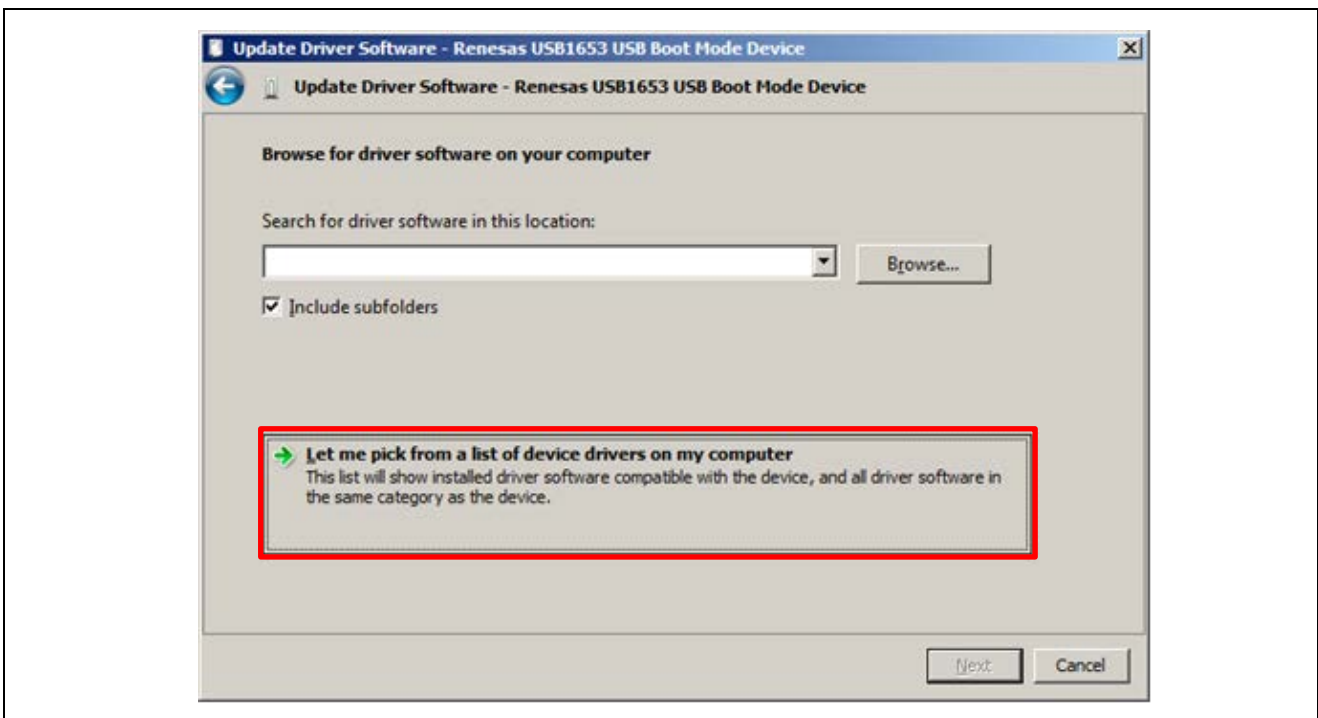 Update Driver Software - Renesas USB1653 USB Boot Mode Device
Update Driver Software - Renesas USB1653 USB Boot Mode Device
Browse for driver software on your computer
Search for driver software in this location:
Browse...
Include subfolders
Let me pick from a list of device drivers on my computer
This list will show installed driver software compatible with the device, and all driver software in
the same category as the device.
Next
Cancel